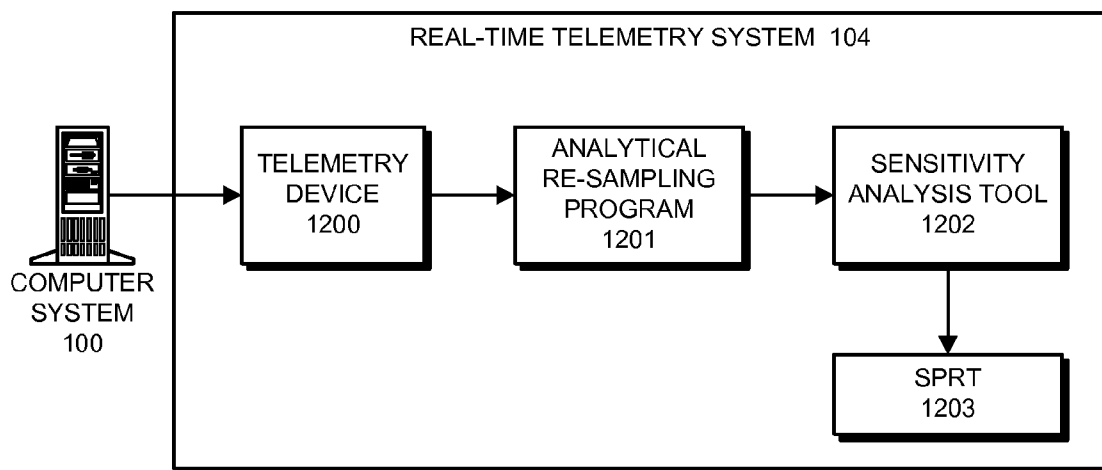 REAL-TIME TELEMETRY SYSTEM 104
COMPUTER
SYSTEM
100
TELEMETRY
DEVICE
1200
ANALYTICAL
RE-SAMPLING
PROGRAM
1201
SENSITIVITY
ANALYSIS TOOL
1202
SPRT
1203